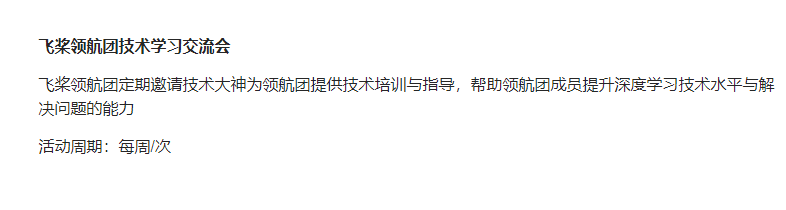 飞桨领航团技术学习交流会
飞桨领航团定期邀请技术大神为领航团提供技术培训与指导，帮助领航团成员提升深度学习技术水平与解
决问题的能力
活动周期：每周/次